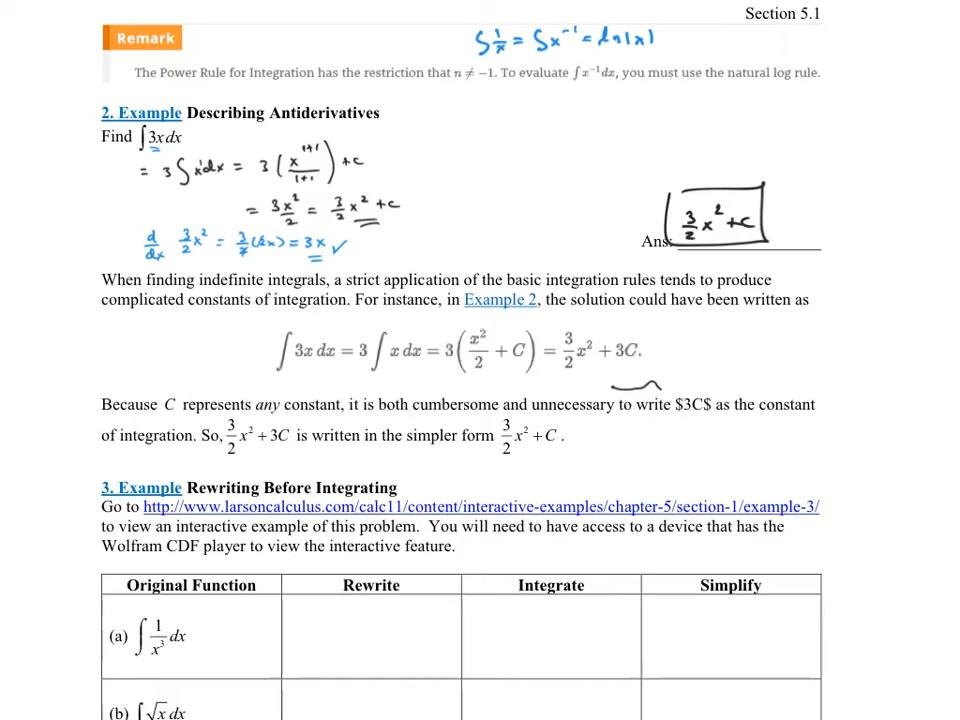 Section 5.1
Remark
∫ 1/x = ∫ x⁻¹ = ln|x|
The Power Rule for Integration has the restriction that n ≠ −1. To evaluate ∫ x⁻¹ dx, you must use the natural log rule.
2. Example Describing Antiderivatives
Find ∫ 3x dx
= 3 ∫ x¹ dx = 3 ( x¹⁺¹ / 1+1 ) + c
= 3x²/2 = 3/2 x² + c
d/dx 3/2 x² = 3/2 (2x) = 3x ✓
Ans: 3/2 x² + c
When finding indefinite integrals, a strict application of the basic integration rules tends to produce
complicated constants of integration. For instance, in Example 2, the solution could have been written as
∫ 3x dx = 3 ∫ x dx = 3 ( x²/2 + C ) = 3/2 x² + 3C.
Because C represents any constant, it is both cumbersome and unnecessary to write $3C$ as the constant
of integration. So, 3/2 x² + 3C is written in the simpler form 3/2 x² + C .
3. Example Rewriting Before Integrating
Go to http://www.larsoncalculus.com/calc11/content/interactive-examples/chapter-5/section-1/example-3/
to view an interactive example of this problem. You will need to have access to a device that has the
Wolfram CDF player to view the interactive feature.
Original Function Rewrite Integrate Simplify
(a) ∫ 1/x³ dx
(b) ∫ √x dx